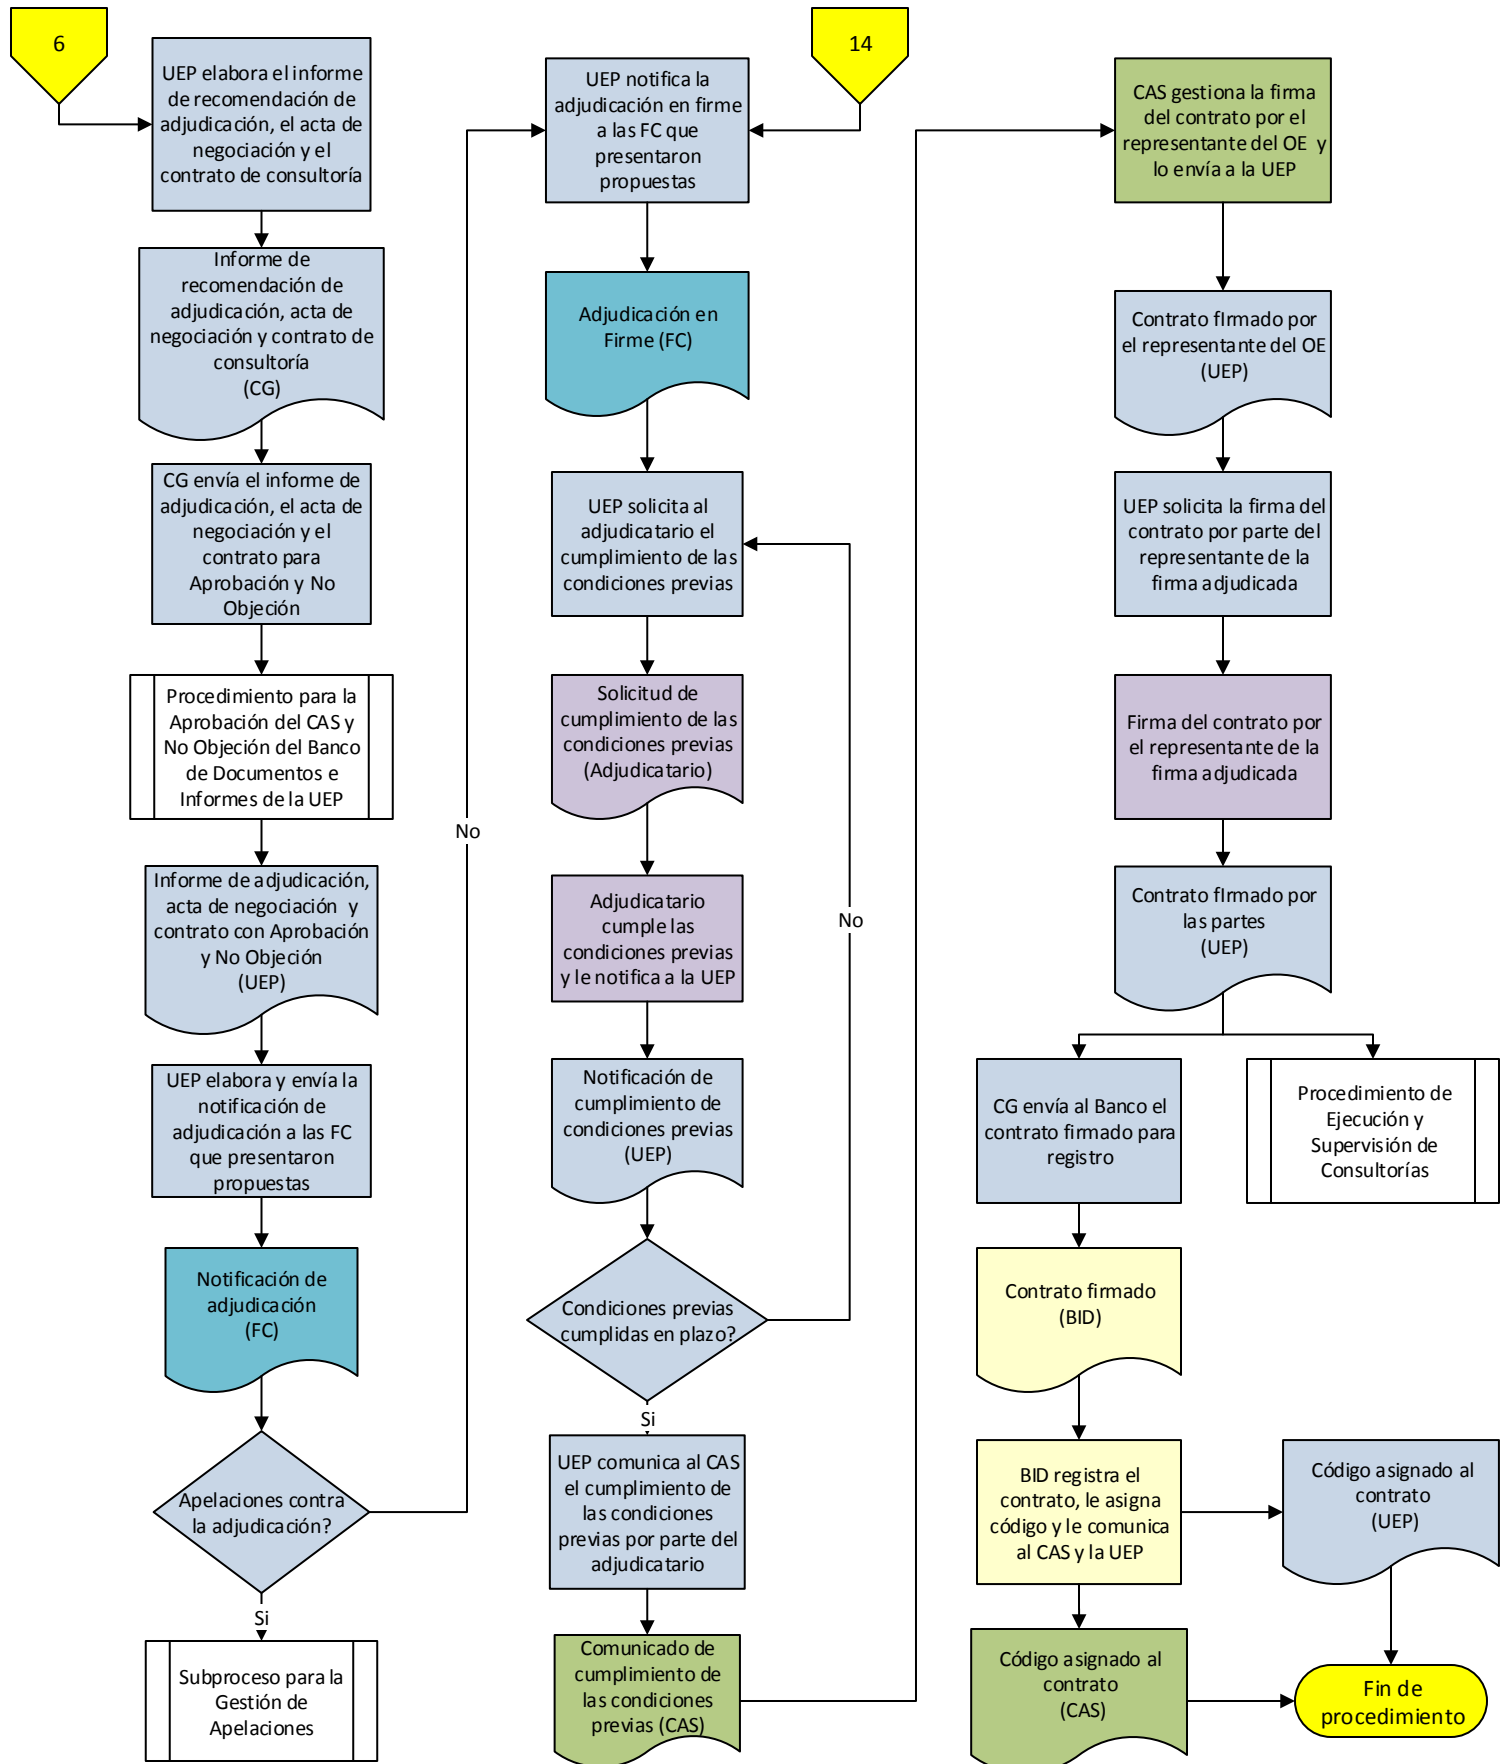 6
UEP elabora el informe
de recomendación de
adjudicación, el acta de
negociación y el
contrato de consultoría
Informe de
recomendación de
adjudicación, acta de
negociación y contrato de
consultoría
(CG)
CG envía el informe de
adjudicación, el acta de
negociación y el
contrato para
Aprobación y No
Objeción
Procedimiento para la
Aprobación del CAS y
No Objeción del Banco
de Documentos e
Informes de la UEP
Informe de adjudicación,
acta de negociación y
contrato con Aprobación
y No Objeción
(UEP)
UEP elabora y envía la
notificación de
adjudicación a las FC
que presentaron
propuestas
Notificación de
adjudicación
(FC)
Apelaciones contra
la adjudicación?
No
Si
Subproceso para la
Gestión de
Apelaciones
14
UEP notifica la
adjudicación en firme
a las FC que
presentaron
propuestas
Adjudicación en
Firme (FC)
UEP solicita al
adjudicatario el
cumplimiento de las
condiciones previas
Solicitud de
cumplimiento de las
condiciones previas
(Adjudicatario)
Adjudicatario
cumple las
condiciones previas
y le notifica a la UEP
Notificación de
cumplimiento de
condiciones previas
(UEP)
Condiciones previas
cumplidas en plazo?
No
Si
UEP comunica al CAS
el cumplimiento de
las condiciones
previas por parte del
adjudicatario
Comunicado de
cumplimiento de
las condiciones
previas (CAS)
CAS gestiona la firma
del contrato por el
representante del OE y
lo envía a la UEP
Contrato fIrmado por
el representante del OE
(UEP)
UEP solicita la firma del
contrato por parte del
representante de la
firma adjudicada
Firma del contrato por
el representante de la
firma adjudicada
Contrato fIrmado por
las partes
(UEP)
CG envía al Banco el
contrato firmado para
registro
Procedimiento de
Ejecución y
Supervisión de
Consultorías
Contrato firmado
(BID)
BID registra el
contrato, le asigna
código y le comunica
al CAS y la UEP
Código asignado al
contrato
(UEP)
Código asignado al
contrato
(CAS)
Fin de
procedimiento